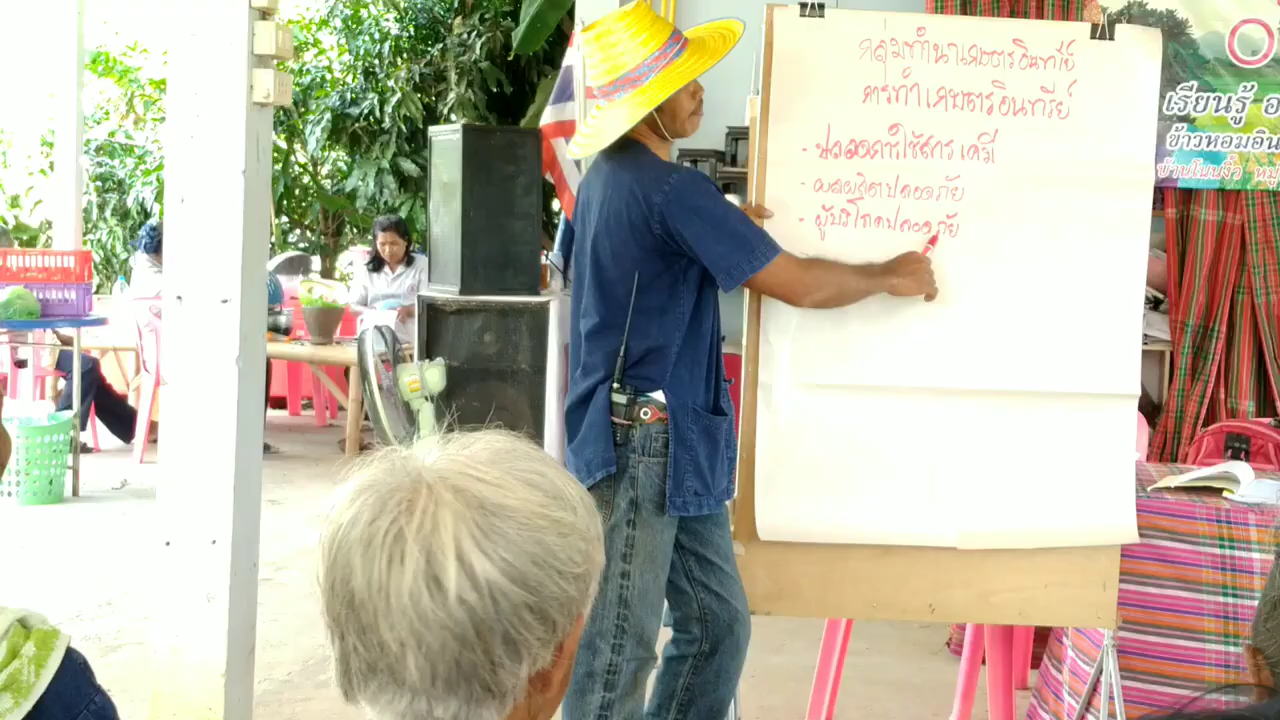 กลุ่มทำนาเกษตรอินทรีย์
การทำเกษตรอินทรีย์
- ปลอดการใช้สารเคมี
- ผลผลิตปลอดภัย
- ผู้บริโภคปลอดภัย
เรียนรู้
ข้าวหอมอิน
บ้านโนนงิ้ว หมู่